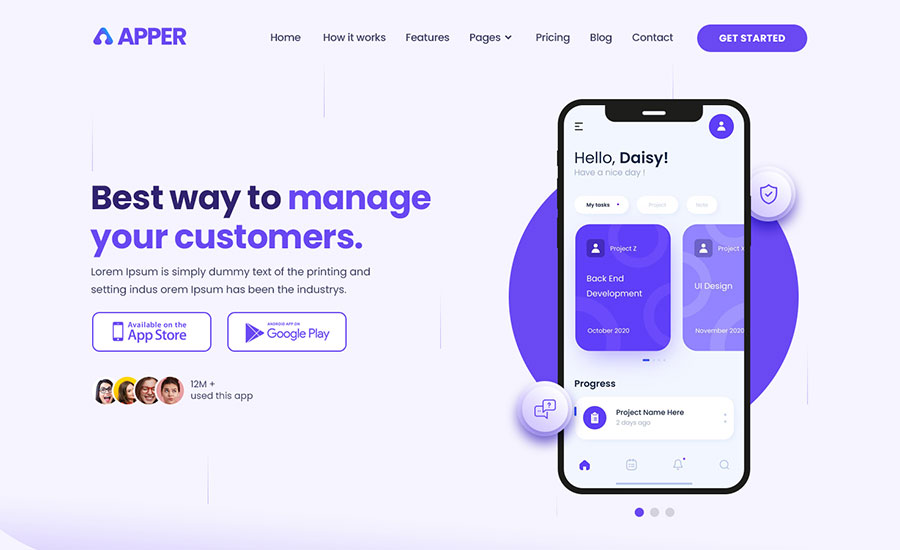 APPER
Home How it works Features Pages Pricing Blog Contact GET STARTED
Best way to manage
your customers.
Lorem Ipsum is simply dummy text of the printing and
setting indus orem Ipsum has been the industrys.
Available on the
App Store
ANDROID APP ON
Google Play
12M +
used this app
Hello, Daisy!
Have a nice day !
My tasks Project Note
Project Z
Back End
Development
October 2020
Project X
UI Design
November 2020
Progress
Project Name Here
2 days ago